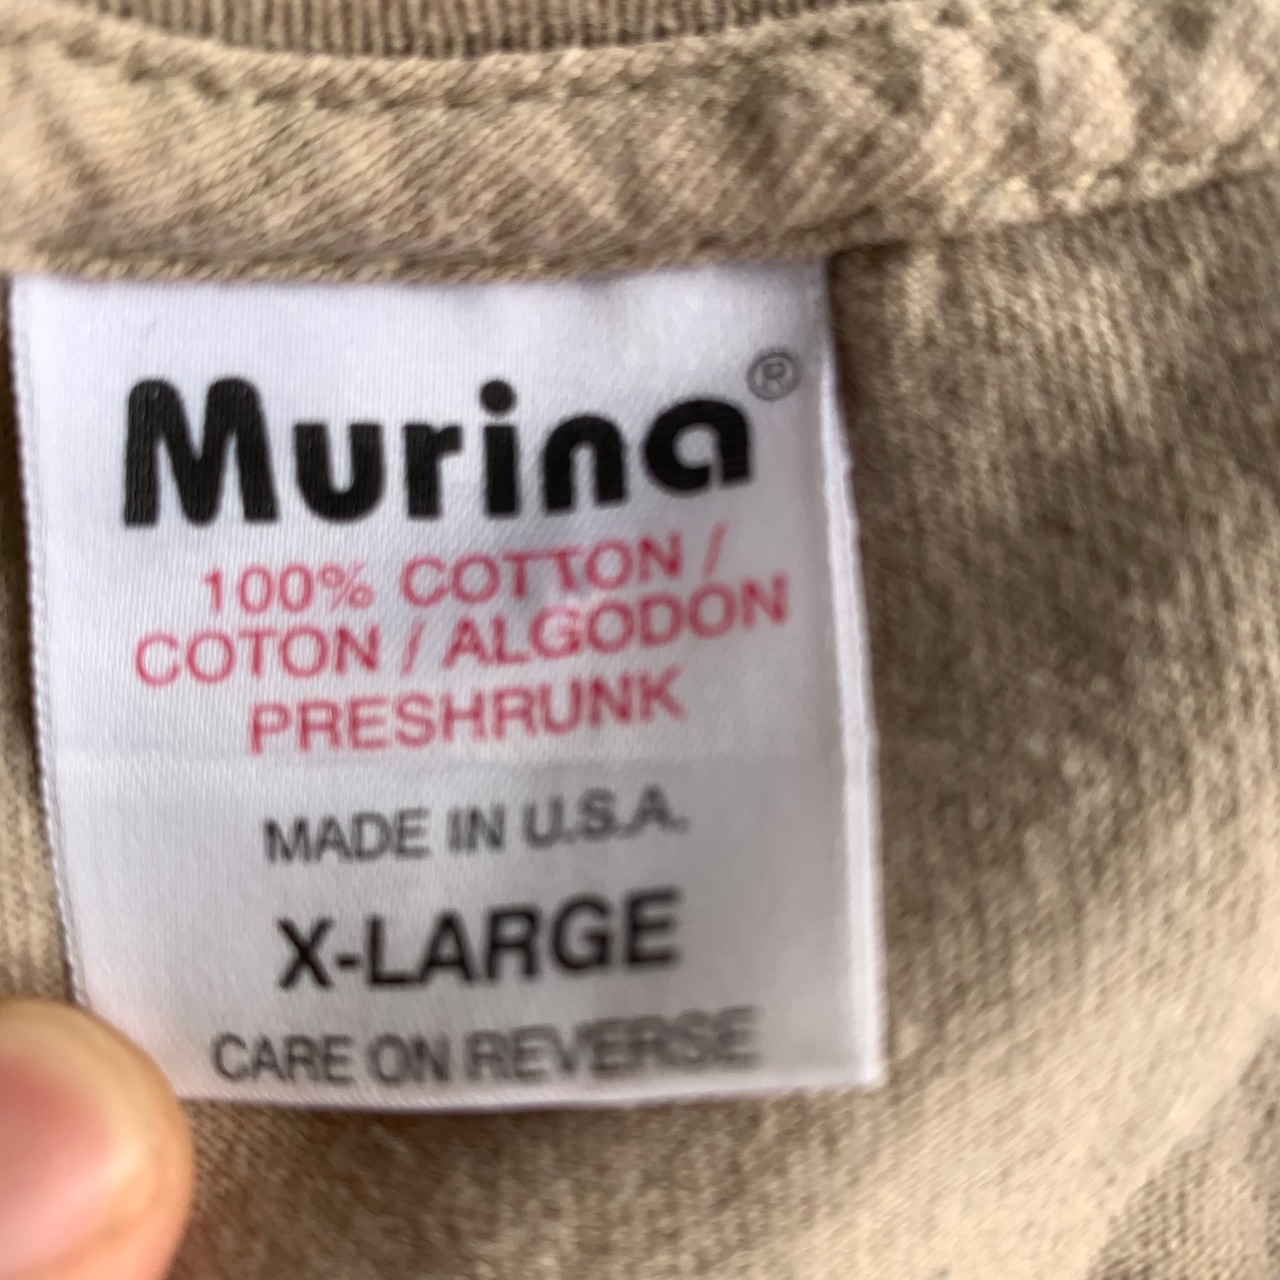 Murina®
100% COTTON /
COTON / ALGODON
PRESHRUNK
MADE IN U.S.A.
X-LARGE
CARE ON REVERSE